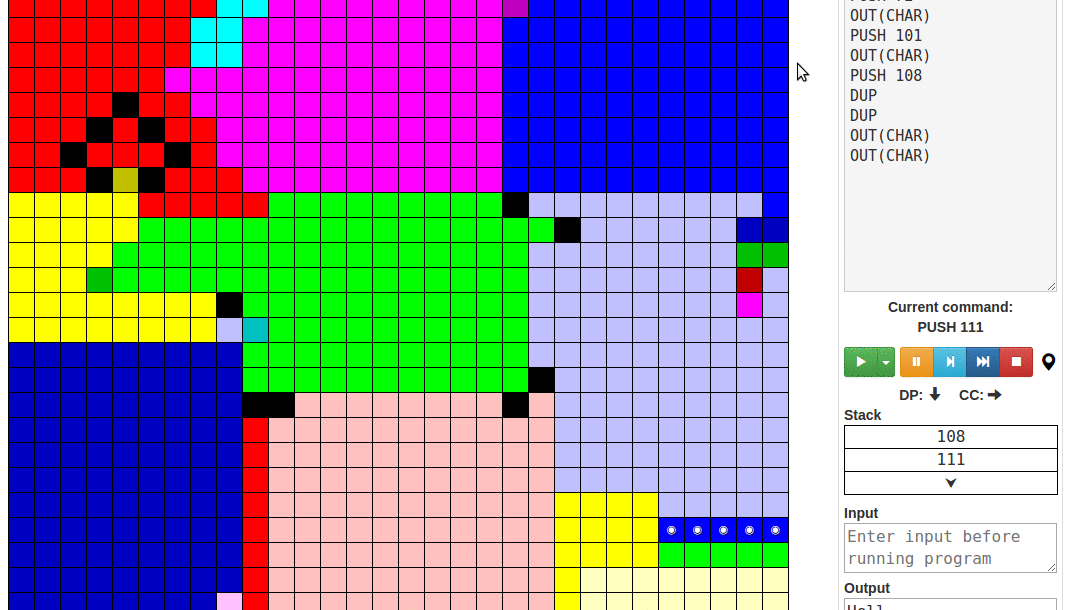 PUSH 72
OUT(CHAR)
PUSH 101
OUT(CHAR)
PUSH 108
DUP
DUP
OUT(CHAR)
OUT(CHAR)
Current command:
PUSH 111
DP:
CC:
Stack
108
111
Input
Enter input before
running program
Output
Hell